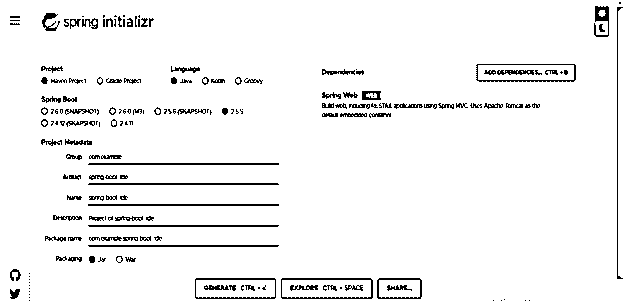 spring initializr
Project
Maven Project Gradle Project
Language
Java Kotlin Groovy
Spring Boot
2.6.0 (SNAPSHOT) 2.6.0 (M3) 2.5.6 (SNAPSHOT) 2.5.5
2.4.12 (SNAPSHOT) 2.4.11
Project Metadata
Group com.example
Artifact spring-boot-ide
Name spring-boot-ide
Description Project of spring-boot-ide
Package name com.example.spring-boot-ide
Packaging Jar War
Dependencies
ADD DEPENDENCIES... CTRL + B
Spring Web WEB
Build web, including RESTful, applications using Spring MVC. Uses Apache Tomcat as the
default embedded container.
GENERATE CTRL + ⏎
EXPLORE CTRL + SPACE
SHARE...